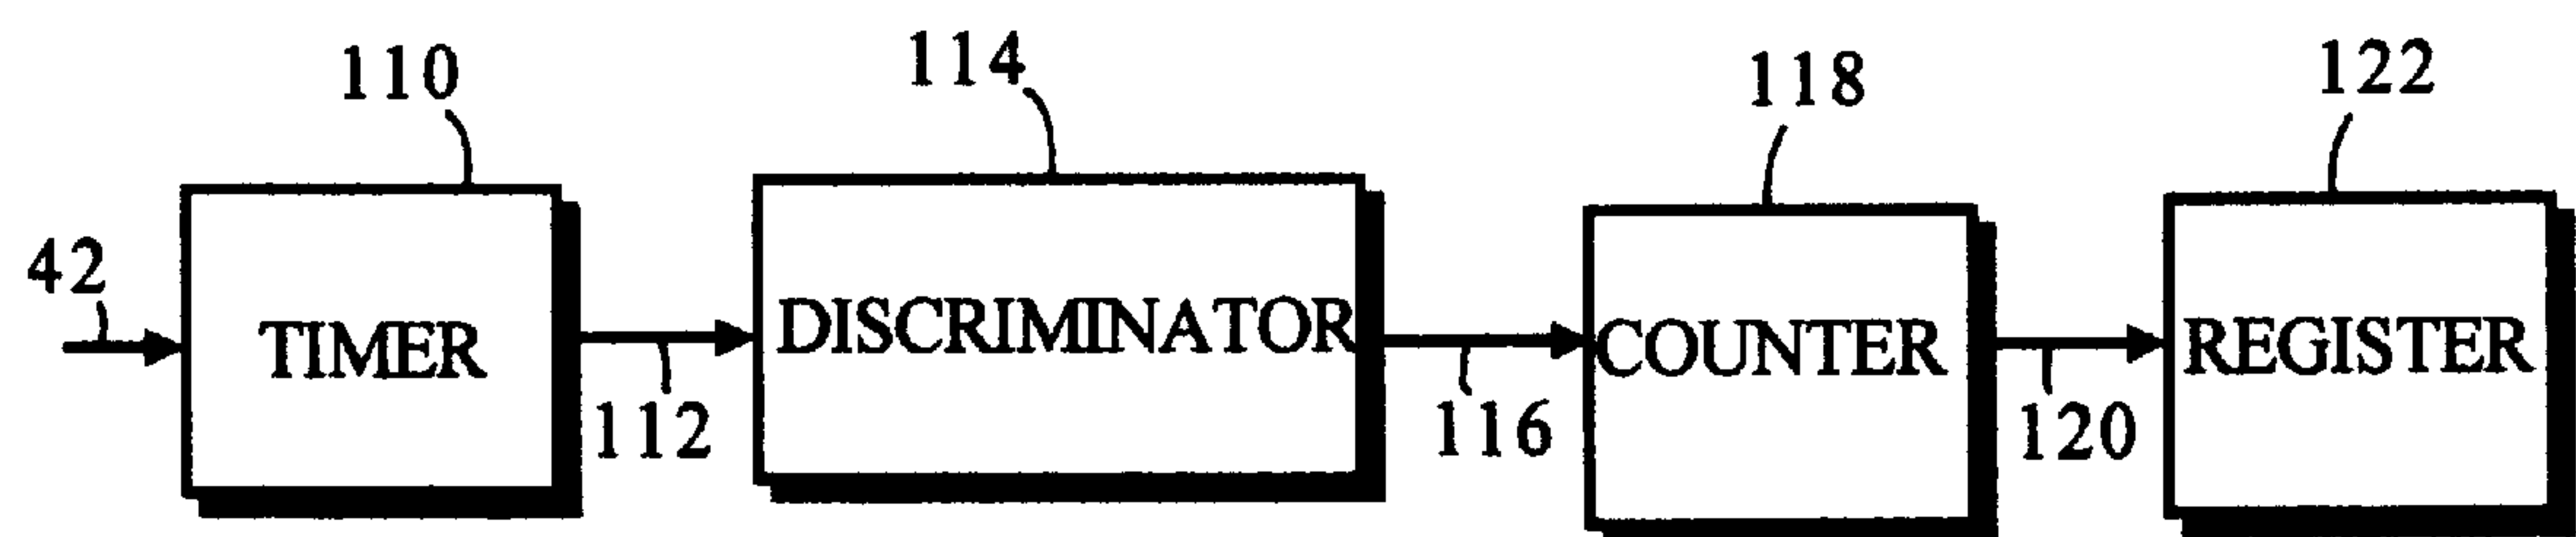 110
114
118
122
42
TIMER
DISCRIMINATOR
COUNTER
REGISTER
112
116
120